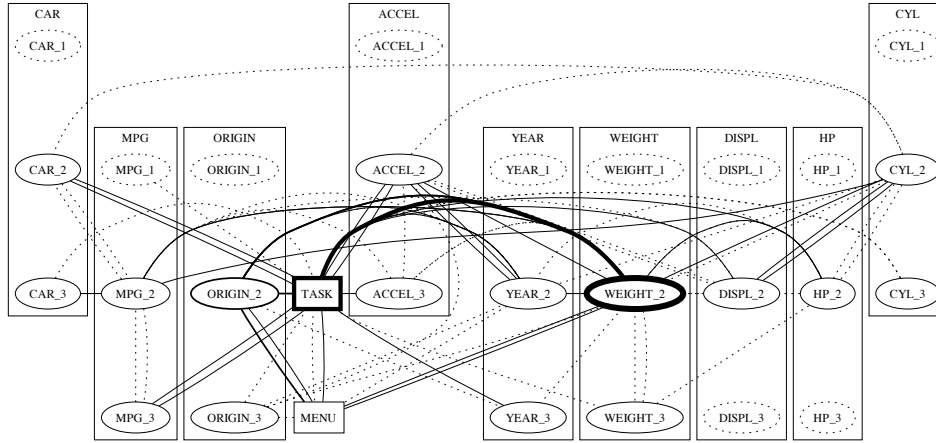 CAR ACCEL CYL
CAR_1 ACCEL_1 CYL_1
MPG ORIGIN YEAR WEIGHT DISPL HP
CAR_2 MPG_1 ORIGIN_1 ACCEL_2 YEAR_1 WEIGHT_1 DISPL_1 HP_1 CYL_2
CAR_3 MPG_2 ORIGIN_2 TASK ACCEL_3 YEAR_2 WEIGHT_2 DISPL_2 HP_2 CYL_3
MPG_3 ORIGIN_3 MENU YEAR_3 WEIGHT_3 DISPL_3 HP_3